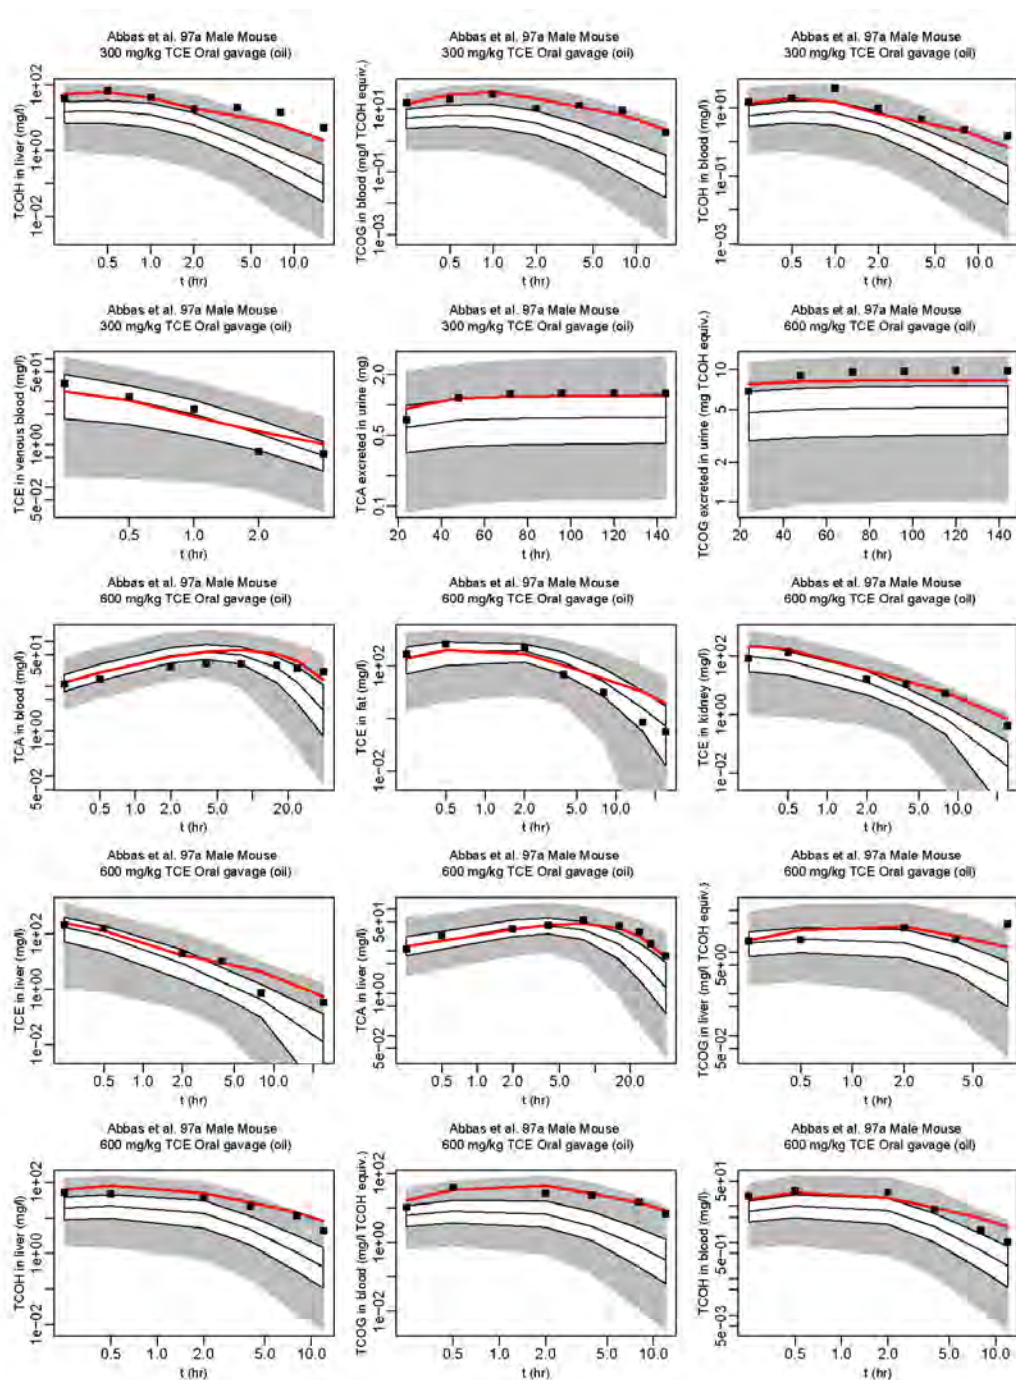 Abbas et al. 97a Male Mouse
300 mg/kg TCE Oral gavage (oil)
TCOH in liver (mg/l)
1e+02
1e+00
1e-02
0.5 1.0 2.0 5.0 10.0
t (hr)
Abbas et al. 97a Male Mouse
300 mg/kg TCE Oral gavage (oil)
TCOG in blood (mg/l TCOH equiv.)
1e+01
1e-01
1e-03
0.5 1.0 2.0 5.0 10.0
t (hr)
Abbas et al. 97a Male Mouse
300 mg/kg TCE Oral gavage (oil)
TCOH in blood (mg/l)
1e+01
1e-01
1e-03
0.5 1.0 2.0 5.0 10.0
t (hr)
Abbas et al. 97a Male Mouse
300 mg/kg TCE Oral gavage (oil)
TCE in venous blood (mg/l)
5e+01
1e+00
5e-02
0.5 1.0 2.0
t (hr)
Abbas et al. 97a Male Mouse
300 mg/kg TCE Oral gavage (oil)
TCA excreted in urine (mg)
2.0
0.5
0.1
20 40 60 80 100 120 140
t (hr)
Abbas et al. 97a Male Mouse
600 mg/kg TCE Oral gavage (oil)
TCOG excreted in urine (mg TCOH equiv.)
10
5
2
1
20 40 60 80 100 120 140
t (hr)
Abbas et al. 97a Male Mouse
600 mg/kg TCE Oral gavage (oil)
TCA in blood (mg/l)
5e+01
1e+00
5e-02
0.5 1.0 2.0 5.0 20.0
t (hr)
Abbas et al. 97a Male Mouse
600 mg/kg TCE Oral gavage (oil)
TCE in fat (mg/l)
1e+02
1e-02
0.5 1.0 2.0 5.0 10.0
t (hr)
Abbas et al. 97a Male Mouse
600 mg/kg TCE Oral gavage (oil)
TCE in kidney (mg/l)
1e+02
1e+00
1e-02
0.5 1.0 2.0 5.0 10.0
t (hr)
Abbas et al. 97a Male Mouse
600 mg/kg TCE Oral gavage (oil)
TCE in liver (mg/l)
1e+02
1e+00
1e-02
0.5 1.0 2.0 5.0 10.0
t (hr)
Abbas et al. 97a Male Mouse
600 mg/kg TCE Oral gavage (oil)
TCA in liver (mg/l)
5e+01
1e+00
5e-02
0.5 1.0 2.0 5.0 20.0
t (hr)
Abbas et al. 97a Male Mouse
600 mg/kg TCE Oral gavage (oil)
TCOG in liver (mg/l TCOH equiv.)
5e+00
5e-02
0.5 1.0 2.0 5.0
t (hr)
Abbas et al. 97a Male Mouse
600 mg/kg TCE Oral gavage (oil)
TCOH in liver (mg/l)
1e+02
1e+00
1e-02
0.5 1.0 2.0 5.0 10.0
t (hr)
Abbas et al. 97a Male Mouse
600 mg/kg TCE Oral gavage (oil)
TCOG in blood (mg/l TCOH equiv.)
1e+02
1e+00
1e-02
0.5 1.0 2.0 5.0 10.0
t (hr)
Abbas et al. 97a Male Mouse
600 mg/kg TCE Oral gavage (oil)
TCOH in blood (mg/l)
5e+01
5e-01
5e-03
0.5 1.0 2.0 5.0 10.0
t (hr)